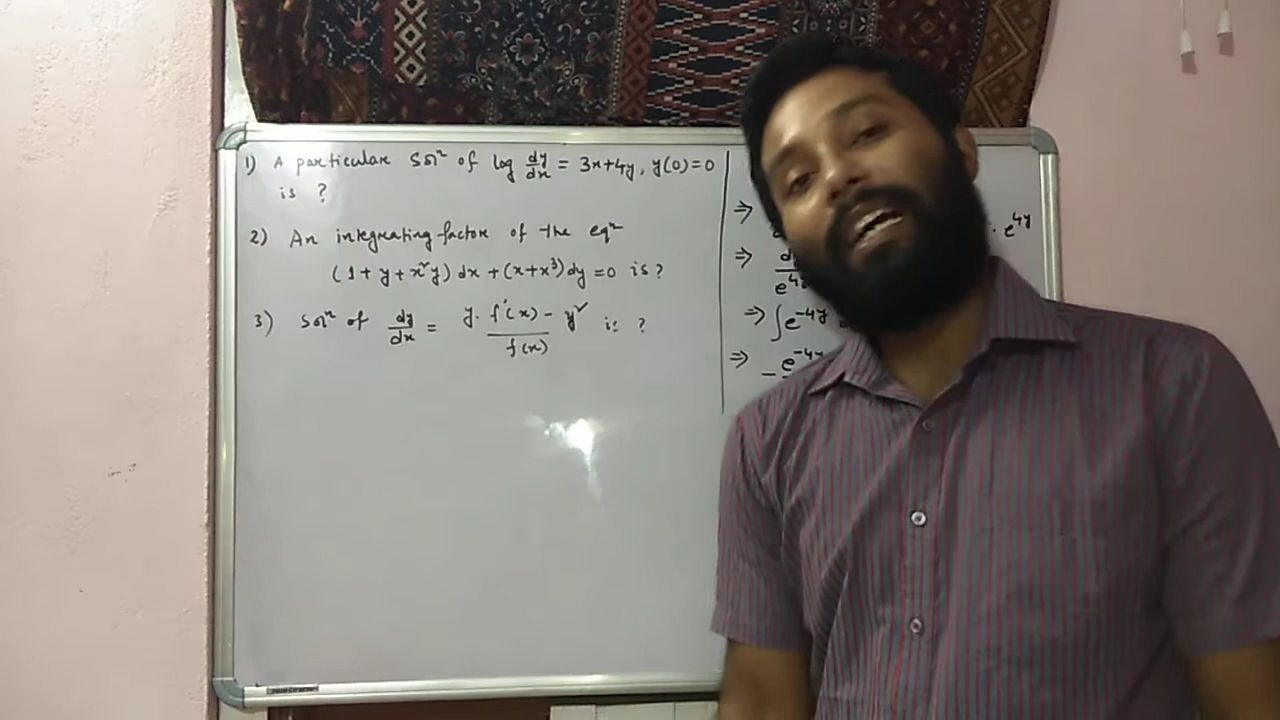 1) A particular solⁿ of log dy/dx = 3x+4y, y(0)=0
is ?
2) An integrating factor of the eqⁿ
(1+y+x²y)dx+(x+x³)dy=0 is?
3) Solⁿ of dy/dx = y. f'(x) - y² / f(x) is ?
⇒ . e^4y
⇒
⇒ ∫e^-4y
⇒ e^-4y